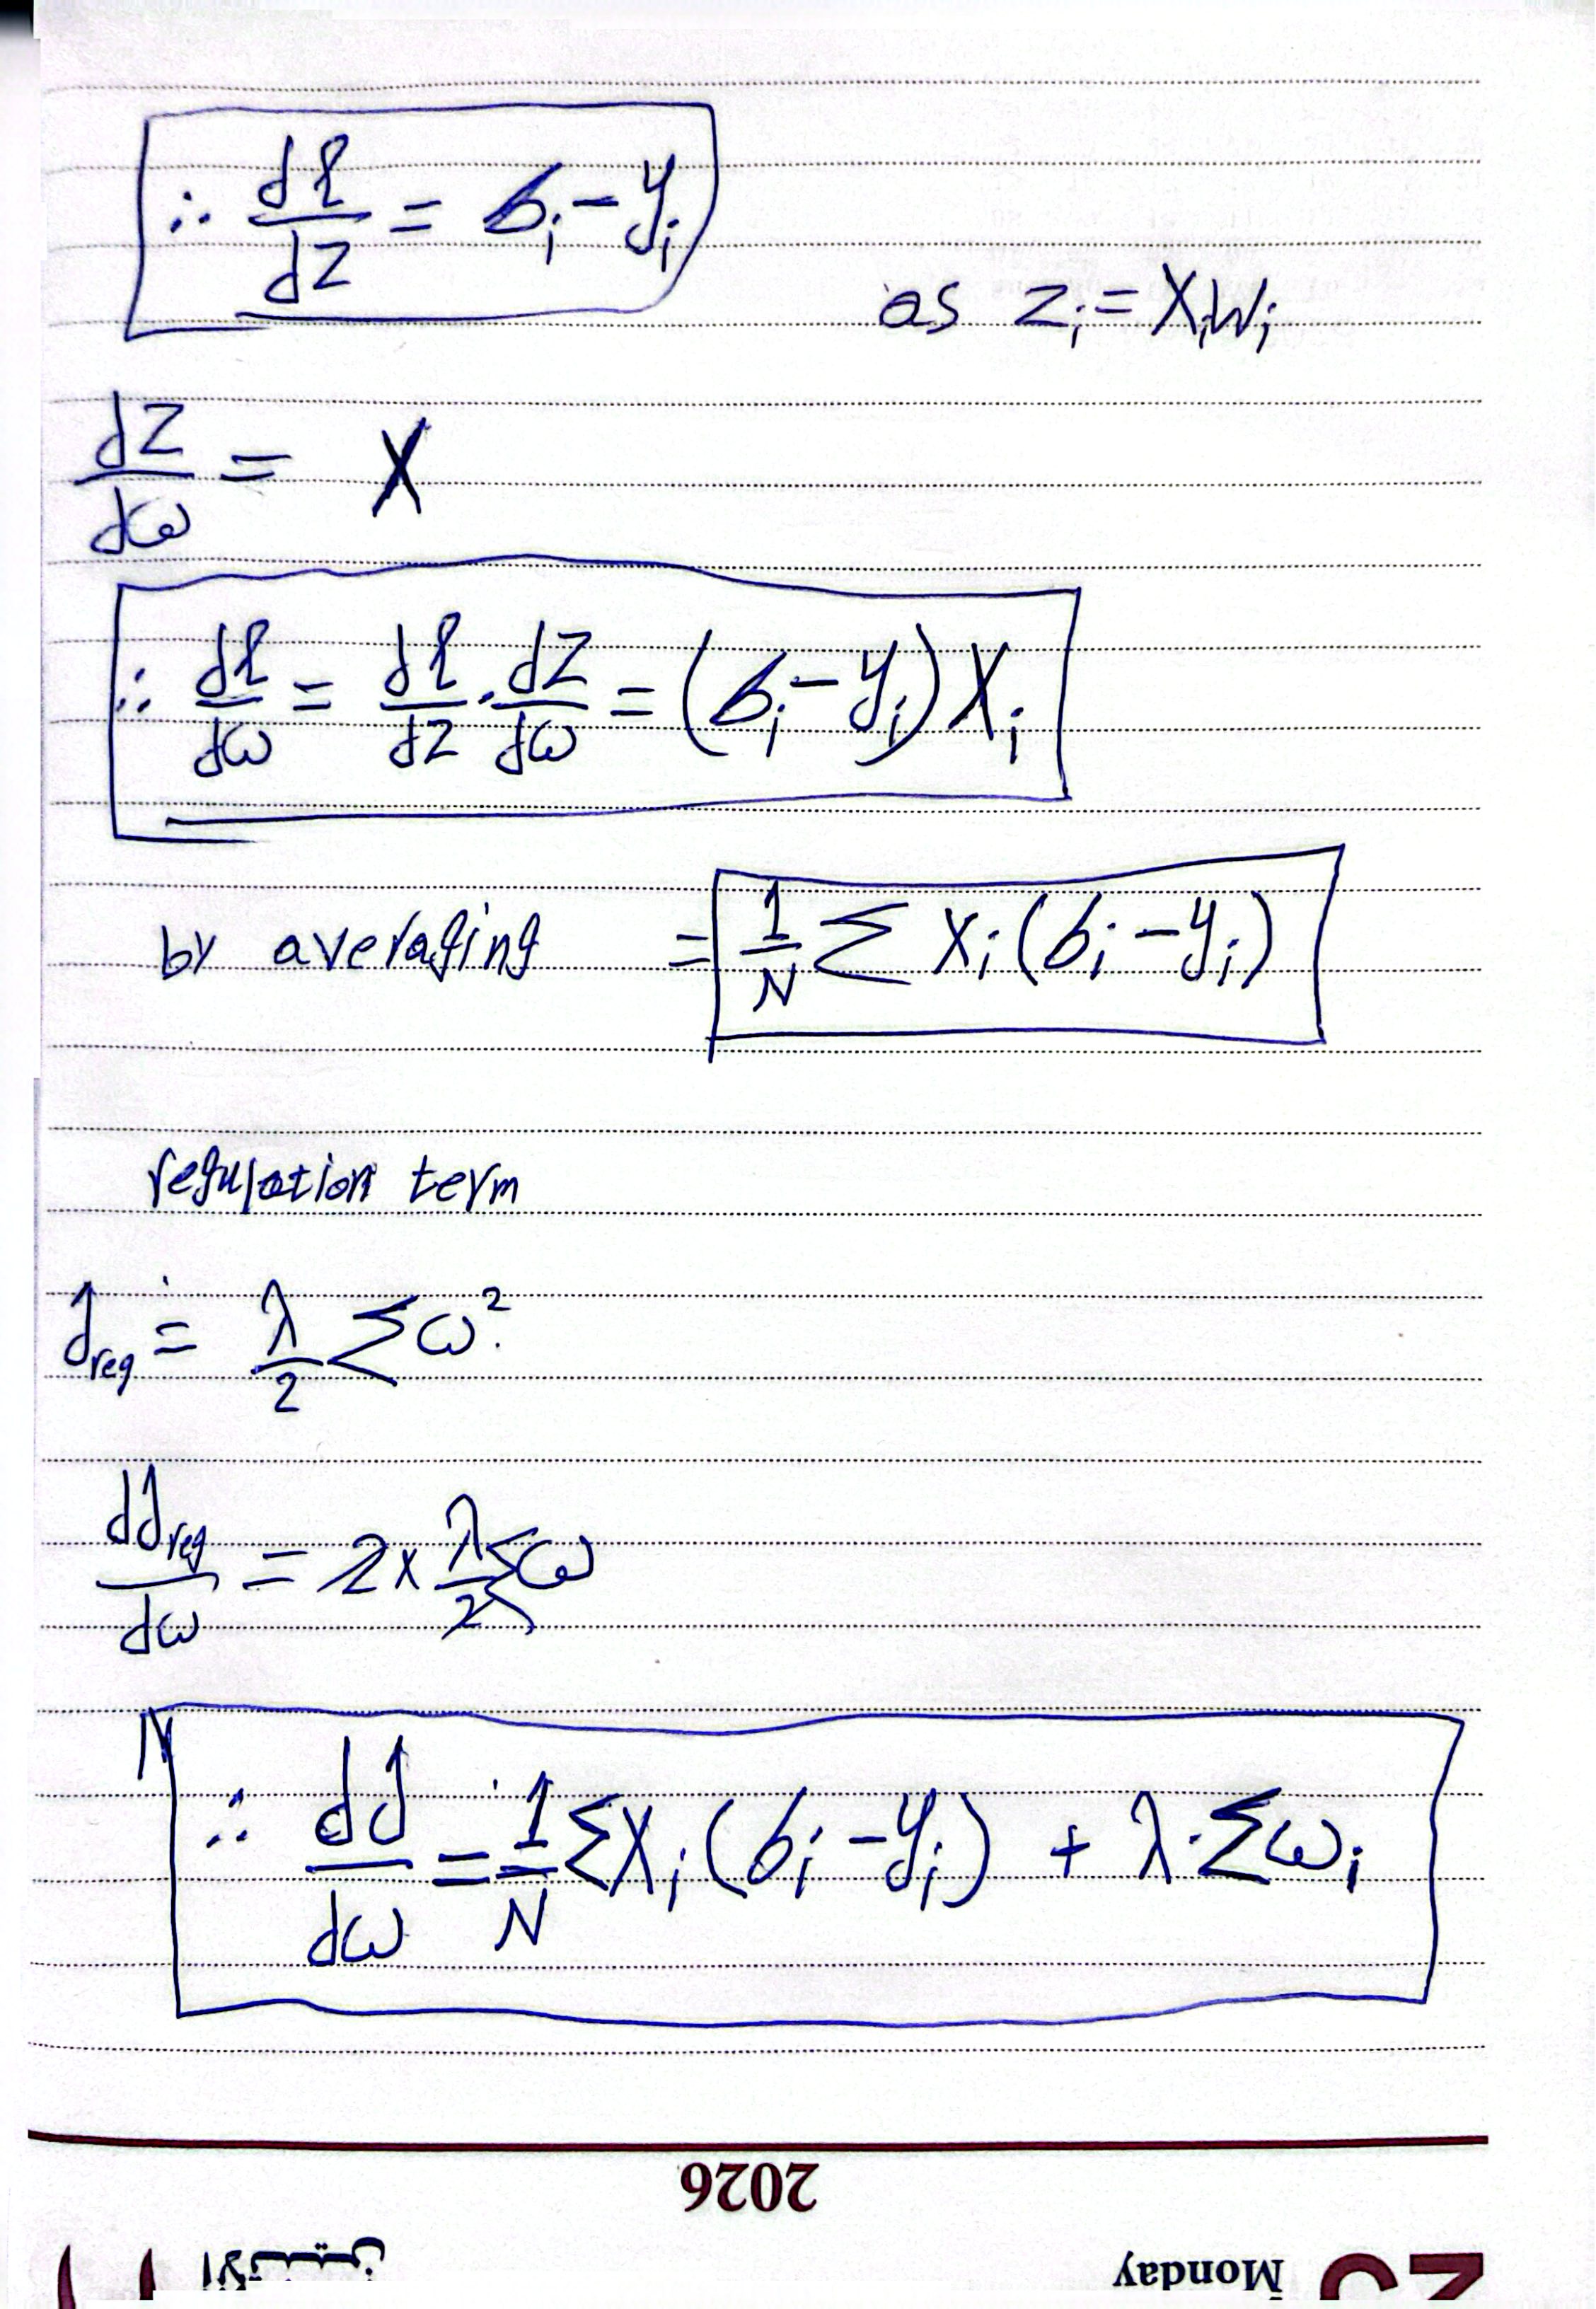 ∴ dℓ/dz = σᵢ - yᵢ
as zᵢ = XᵢWᵢ
dz/dω = X
∴ dℓ/dω = dℓ/dz . dz/dω = (σᵢ - yᵢ) Xᵢ
by averaging = 1/N Σ Xᵢ (σᵢ - yᵢ)
regulation term
J_reg = λ/2 Σ ω²
dJ_reg/dω = 2 × λ/2 Σ ω
∴ dJ/dω = 1/N Σ Xᵢ (σᵢ - yᵢ) + λ . Σ ωᵢ
2026
Monday